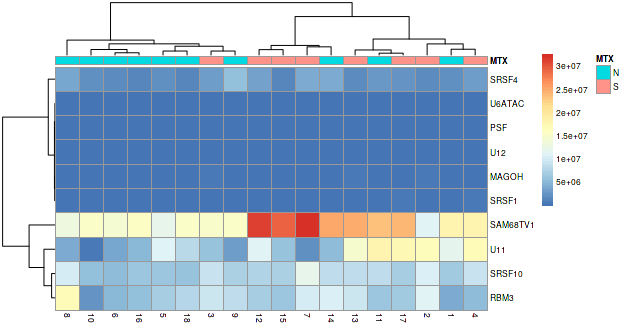 MTX
SRSF4
U6ATAC
PSF
U12
MAGOH
SRSF1
SAM68TV1
U11
SRSF10
RBM3
8 10 6 16 5 18 3 9 12 15 7 14 13 11 17 2 1 4
3e+07
2.5e+07
2e+07
1.5e+07
1e+07
5e+06
MTX
N
S